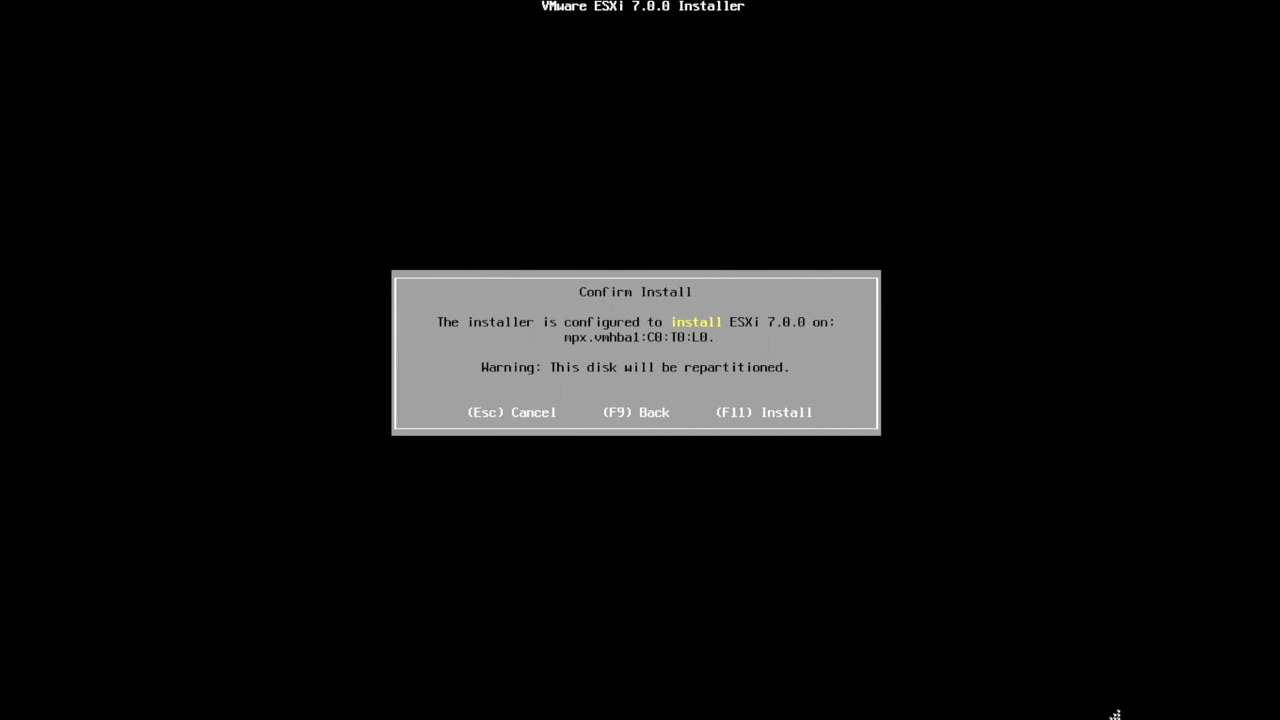 VMware ESXi 7.0.0 Installer
Confirm Install
The installer is configured to install ESXi 7.0.0 on:
mpx.vmhba1:C0:T0:L0.
Warning: This disk will be repartitioned.
(Esc) Cancel (F9) Back (F11) Install